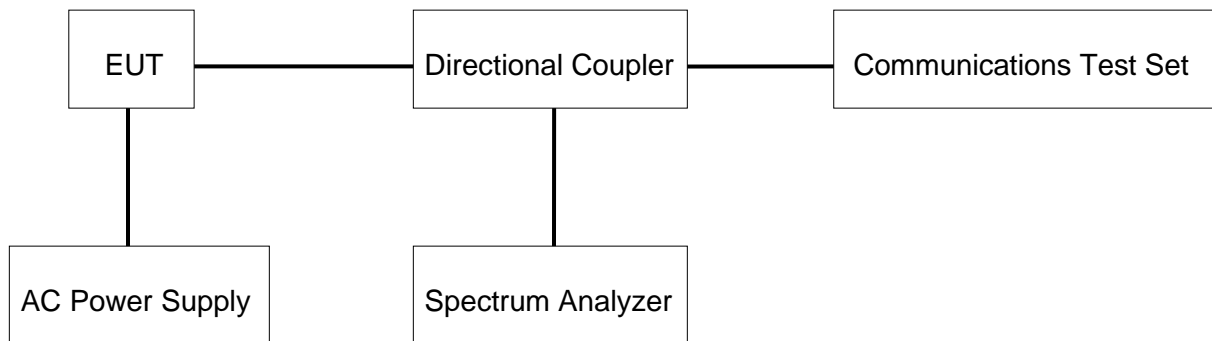 EUT
Directional Coupler
Communications Test Set
AC Power Supply
Spectrum Analyzer